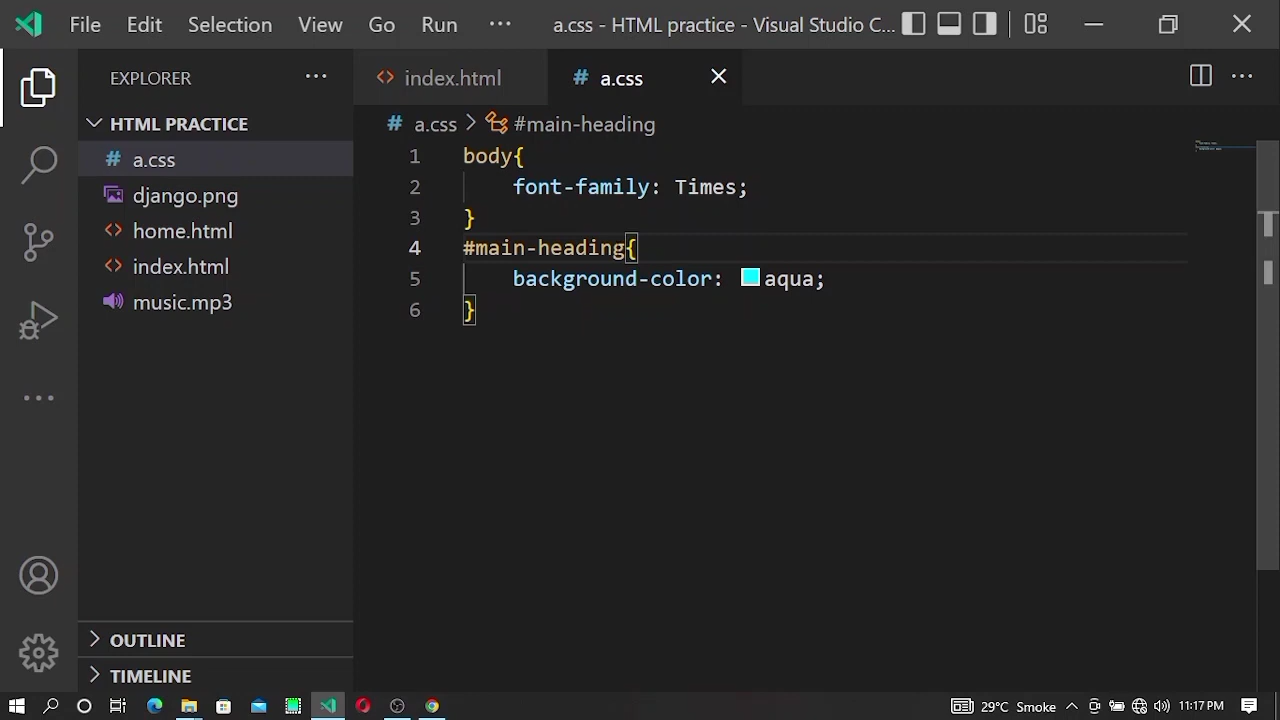 File Edit Selection View Go Run ··· a.css - HTML practice - Visual Studio C...
EXPLORER ···
index.html
# a.css
HTML PRACTICE
# a.css
django.png
home.html
index.html
music.mp3
# a.css > #main-heading
1 body{
2 font-family: Times;
3 }
4 #main-heading{
5 background-color: aqua;
6 }
OUTLINE
TIMELINE
29°C Smoke 11:17 PM